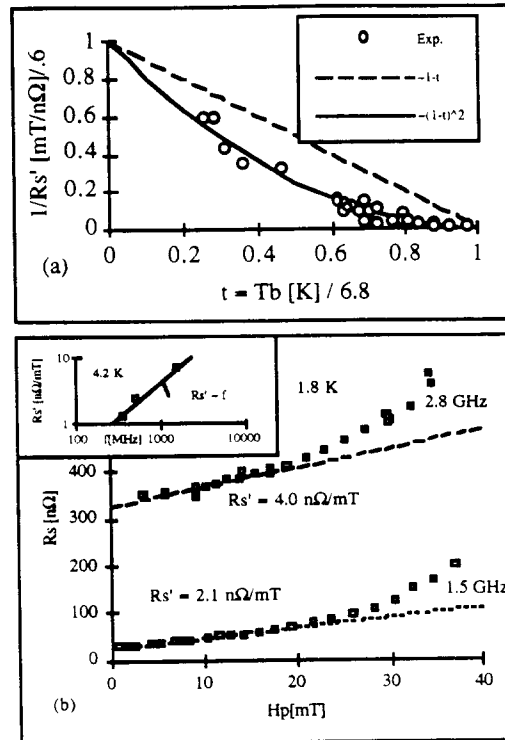 1
0.8
0.6
0.4
0.2
0
1/Rs' [mT/nΩ]/.6
Exp.
~1-t
~(1-t)^2
0
0.2
0.4
0.6
0.8
1
(a)
t = Tb [K] / 6.8
10
1
Rs' [nΩ/mT]
4.2 K
Rs' ~ f
100
f[MHz]
1000
10000
1.8 K
2.8 GHz
400
300
200
100
0
Rs [nΩ]
Rs' = 4.0 nΩ/mT
Rs' = 2.1 nΩ/mT
1.5 GHz
0
10
20
30
40
(b)
Hp[mT]